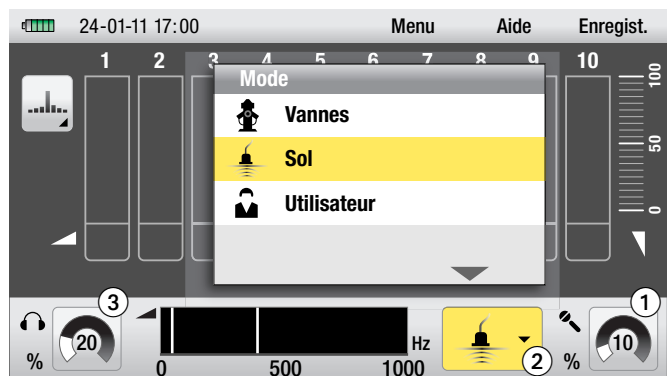 24-01-11 17:00 Menu Aide Enregist.
1 2 3 4 5 6 7 8 9 10
Mode
Vannes
Sol
Utilisateur
100
50
0
3
20
%
Hz
0 500 1000
2
1
10
%